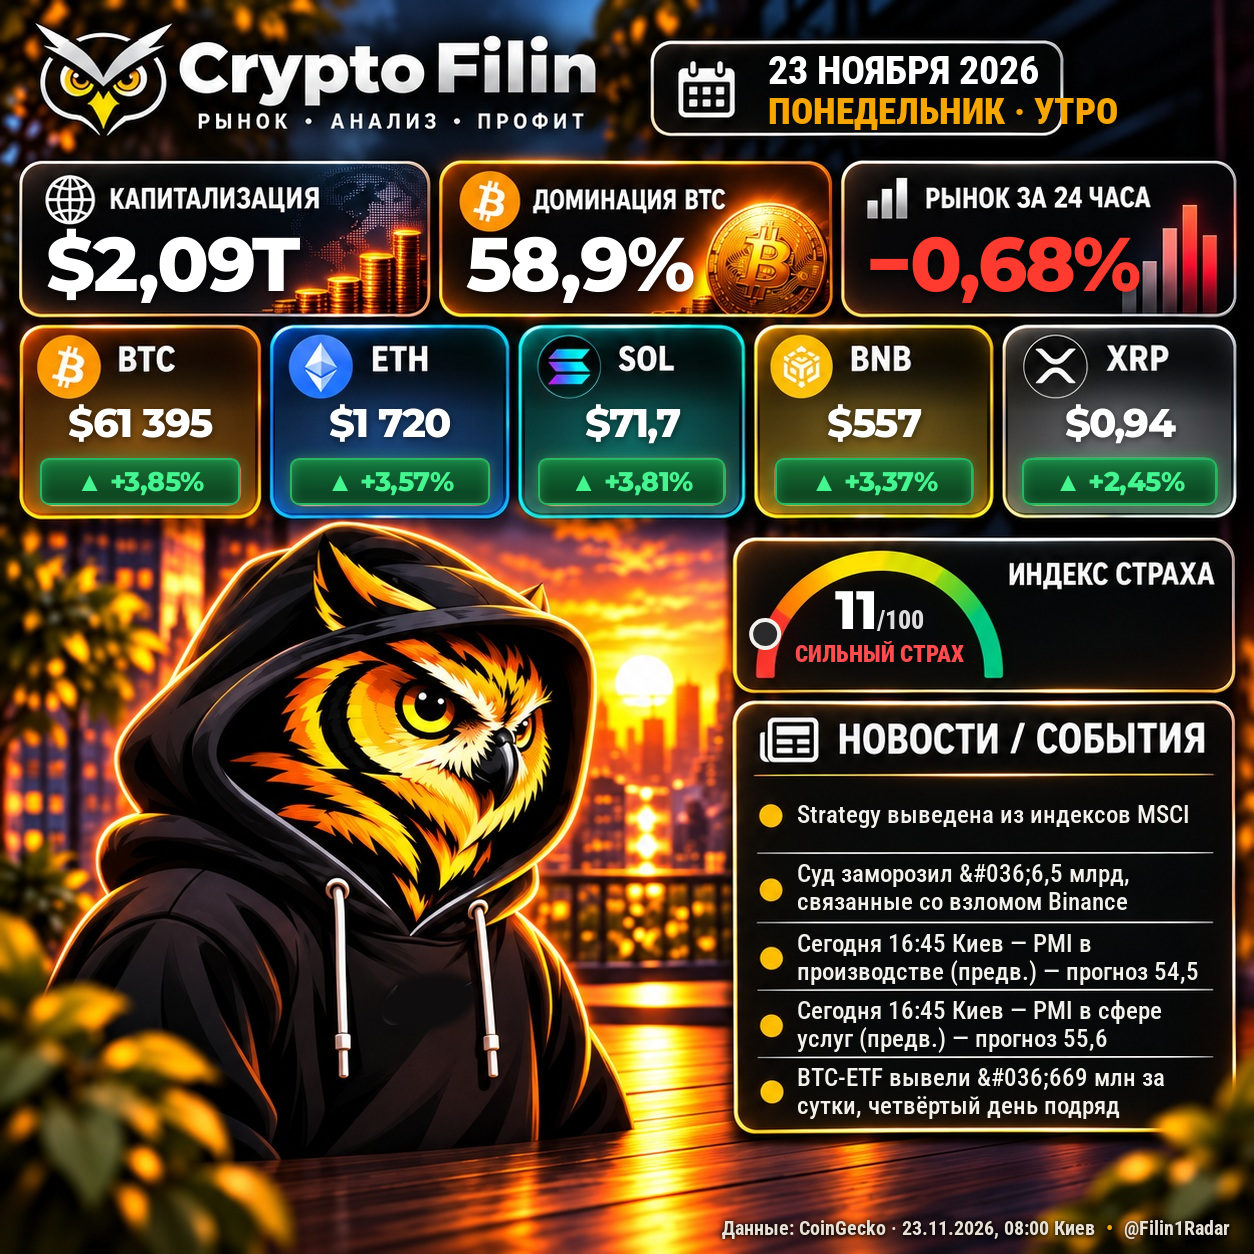 Crypto Filin
РЫНОК • АНАЛИЗ • ПРОФИТ
23 НОЯБРЯ 2026
ПОНЕДЕЛЬНИК · УТРО
КАПИТАЛИЗАЦИЯ
$2,09T
ДОМИНАЦИЯ BTC
58,9%
РЫНОК ЗА 24 ЧАСА
−0,68%
BTC
$61 395
▲ +3,85%
ETH
$1 720
▲ +3,57%
SOL
$71,7
▲ +3,81%
BNB
$557
▲ +3,37%
XRP
$0,94
▲ +2,45%
ИНДЕКС СТРАХА
11/100
СИЛЬНЫЙ СТРАХ
НОВОСТИ / СОБЫТИЯ
Strategy выведена из индексов MSCI
Суд заморозил &#036;6,5 млрд,
связанные со взломом Binance
Сегодня 16:45 Киев — PMI в
производстве (предв.) — прогноз 54,5
Сегодня 16:45 Киев — PMI в сфере
услуг (предв.) — прогноз 55,6
BTC-ETF вывели &#036;669 млн за
сутки, четвёртый день подряд
Данные: CoinGecko · 23.11.2026, 08:00 Киев • @Filin1Radar